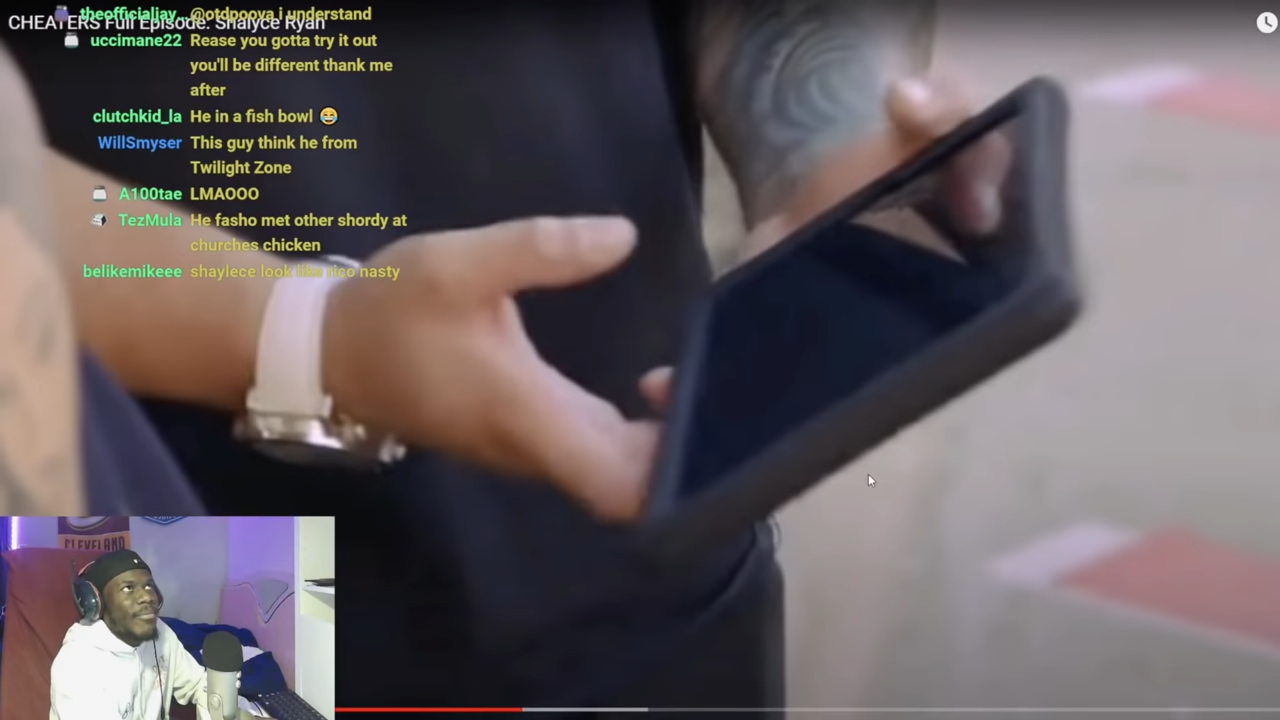 theofficialjay... @otdpoova i understand
CHEATERS Full Episode: Shalyce Ryan
uccimane22 Rease you gotta try it out
you'll be different thank me
after
clutchkid_la He in a fish bowl 😂
WillSmyser This guy think he from
Twilight Zone
A100tae LMAOOO
TezMula He fasho met other shordy at
churches chicken
belikemikeee shaylece look like rico nasty
CLEVELAND